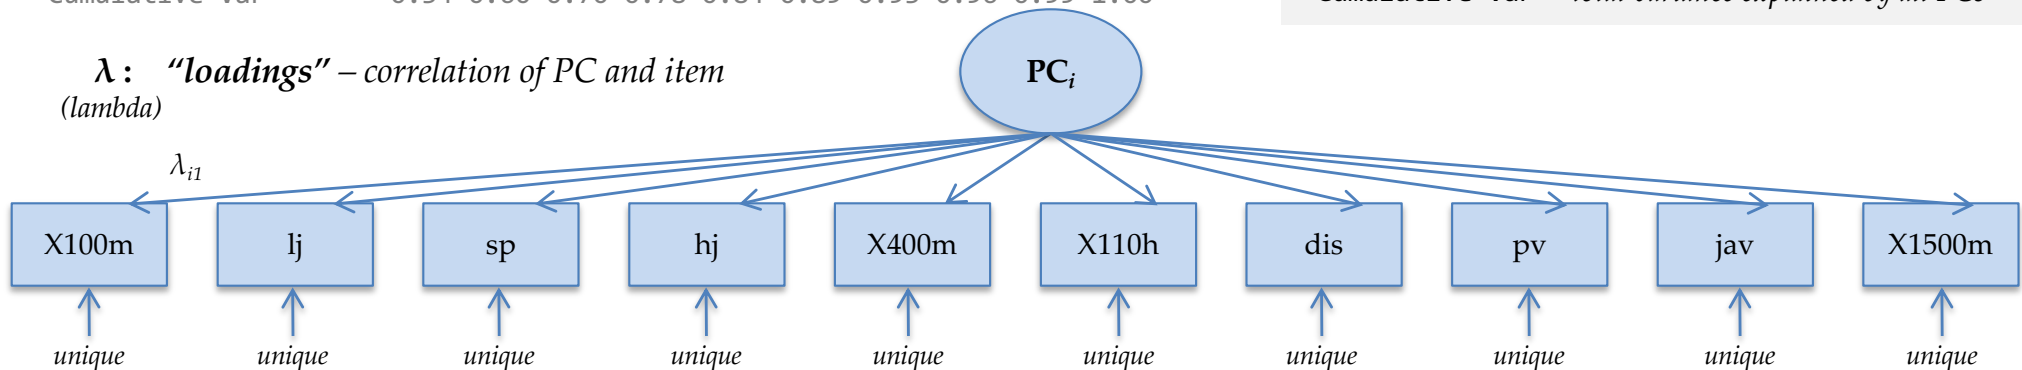 λ : “loadings” – correlation of PC and item
(lambda)
PCi
λi1
X100m
lj
sp
hj
X400m
X110h
dis
pv
jav
X1500m
unique
unique
unique
unique
unique
unique
unique
unique
unique
unique